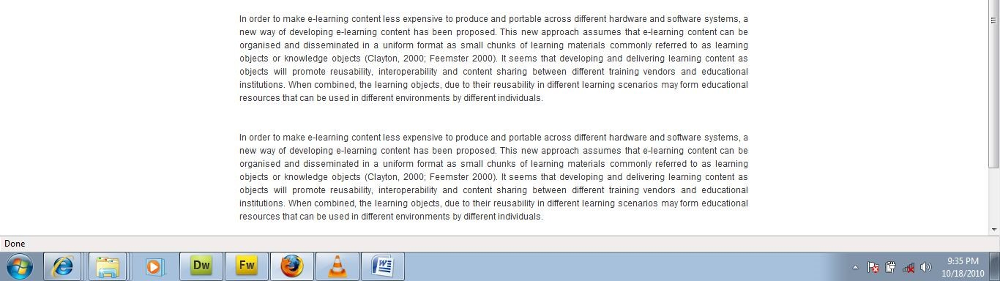 In order to make e-learning content less expensive to produce and portable across different hardware and software systems, a
new way of developing e-learning content has been proposed. This new approach assumes that e-learning content can be
organised and disseminated in a uniform format as small chunks of learning materials commonly referred to as learning
objects or knowledge objects (Clayton, 2000; Feemster 2000). It seems that developing and delivering learning content as
objects will promote reusability, interoperability and content sharing between different training vendors and educational
institutions. When combined, the learning objects, due to their reusability in different learning scenarios may form educational
resources that can be used in different environments by different individuals.
In order to make e-learning content less expensive to produce and portable across different hardware and software systems, a
new way of developing e-learning content has been proposed. This new approach assumes that e-learning content can be
organised and disseminated in a uniform format as small chunks of learning materials commonly referred to as learning
objects or knowledge objects (Clayton, 2000; Feemster 2000). It seems that developing and delivering learning content as
objects will promote reusability, interoperability and content sharing between different training vendors and educational
institutions. When combined, the learning objects, due to their reusability in different learning scenarios may form educational
resources that can be used in different environments by different individuals.
Done
Dw Fw W
9:35 PM
10/18/2010